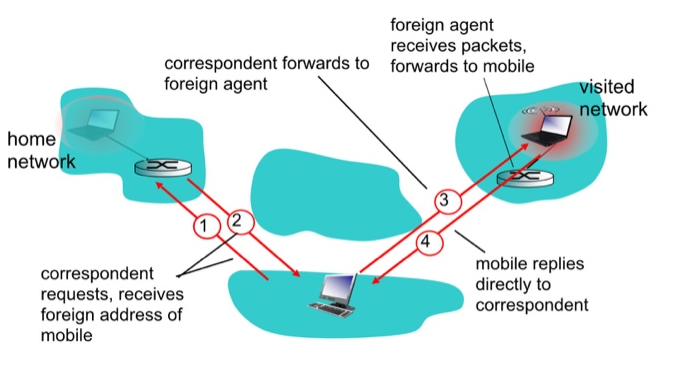 foreign agent
receives packets,
forwards to mobile
correspondent forwards to
foreign agent
visited
network
home
network
3
1
2
4
correspondent
requests, receives
foreign address of
mobile
mobile replies
directly to
correspondent